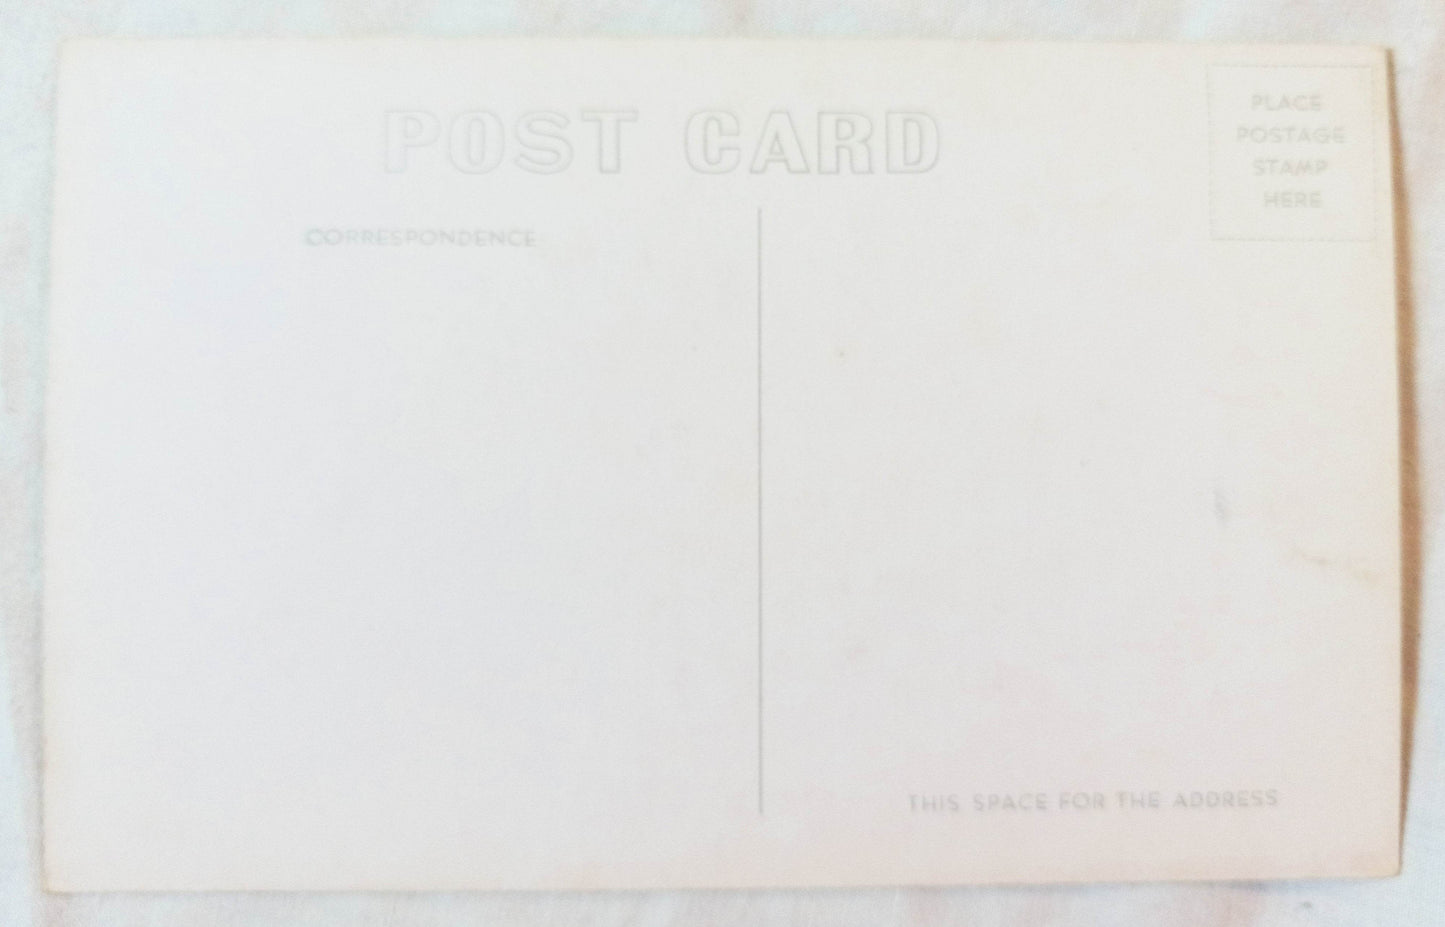 POST CARD
PLACE
POSTAGE
STAMP
HERE
CORRESPONDENCE
THIS SPACE FOR THE ADDRESS